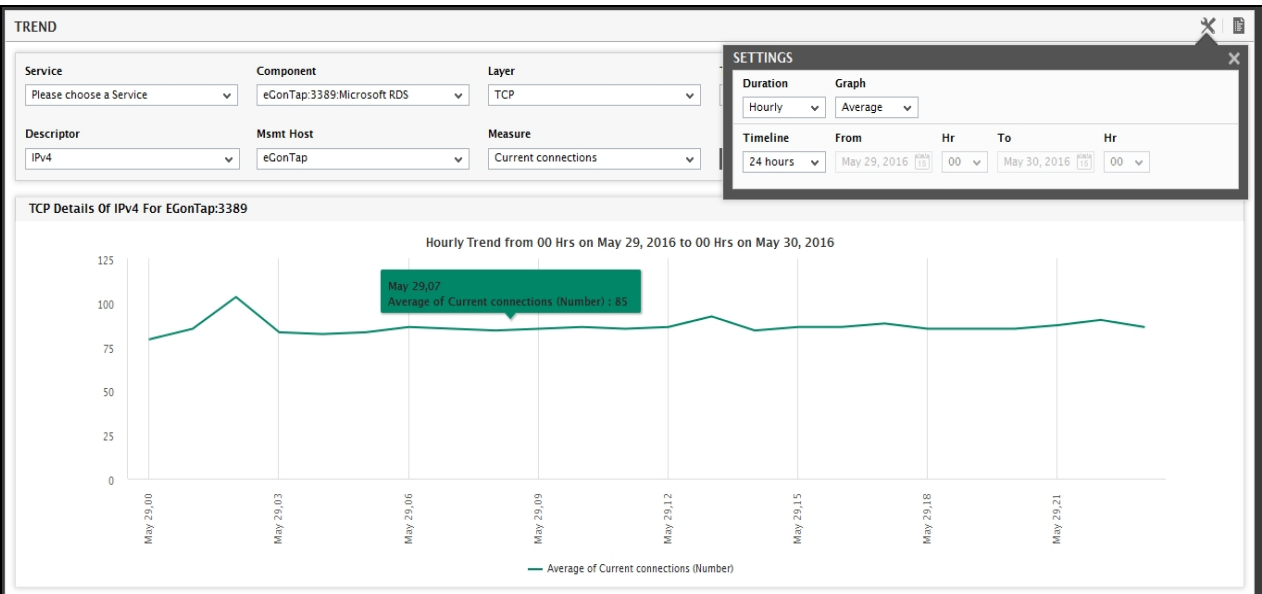 TREND
SETTINGS
Service
Component
Layer
Please choose a Service
eGonTap:3389:Microsoft RDS
TCP
Duration
Graph
Hourly
Average
Descriptor
Msmt Host
Measure
IPv4
eGonTap
Current connections
Timeline
From
Hr
To
Hr
24 hours
May 29, 2016
00
May 30, 2016
00
TCP Details Of IPv4 For EGonTap:3389
Hourly Trend from 00 Hrs on May 29, 2016 to 00 Hrs on May 30, 2016
125
100
75
50
25
0
May 29,07
Average of Current connections (Number) : 85
May 29,00
May 29,03
May 29,06
May 29,09
May 29,12
May 29,15
May 29,18
May 29,21
Average of Current connections (Number)